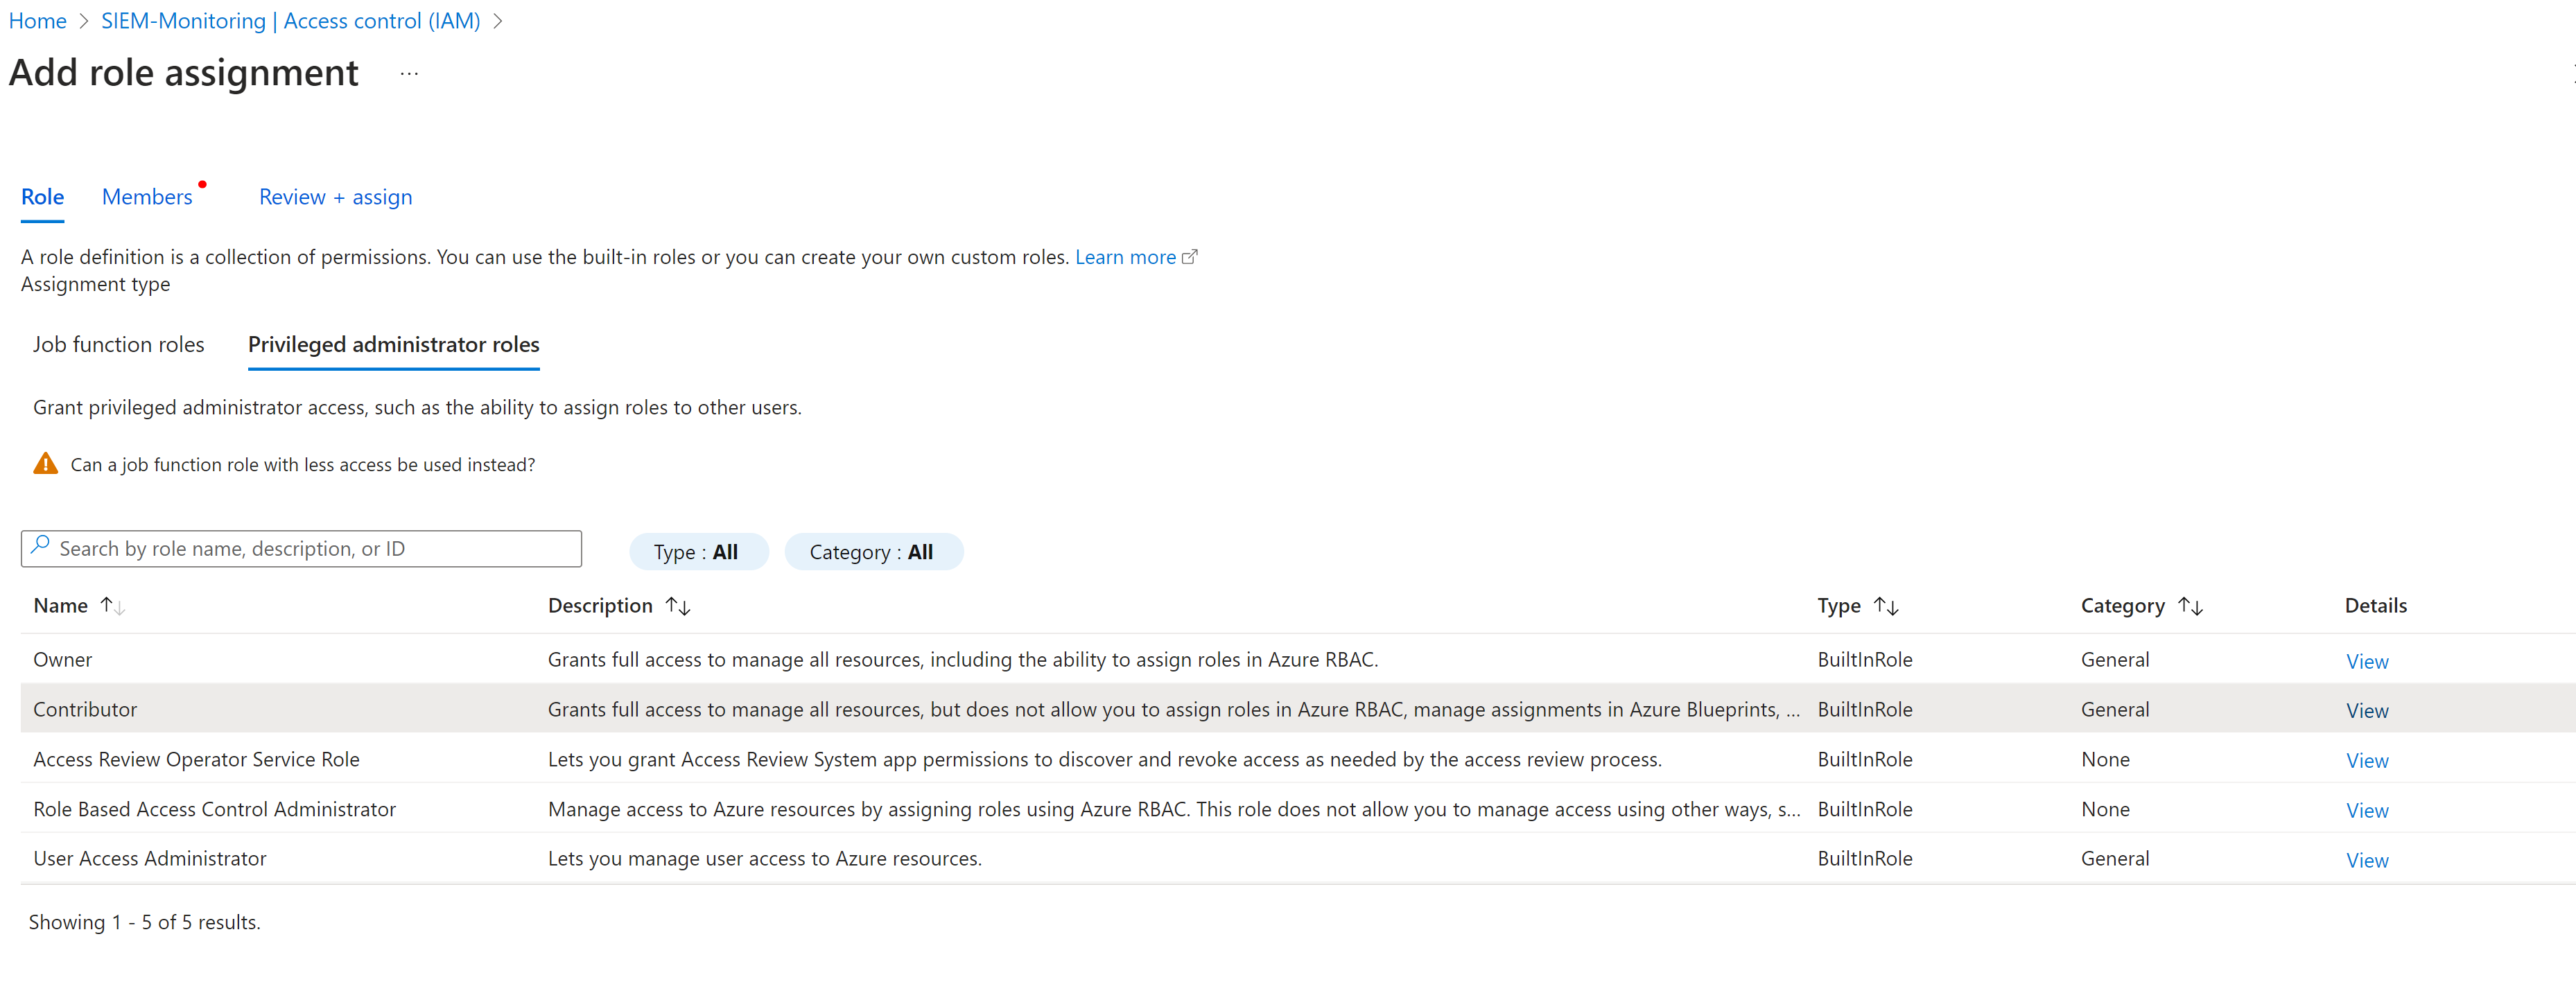 Home > SIEM-Monitoring | Access control (IAM) >
Add role assignment ...
Role Members Review + assign
A role definition is a collection of permissions. You can use the built-in roles or you can create your own custom roles. Learn more
Assignment type
Job function roles Privileged administrator roles
Grant privileged administrator access, such as the ability to assign roles to other users.
Can a job function role with less access be used instead?
Search by role name, description, or ID Type : All Category : All
Name ↑↓ Description ↑↓ Type ↑↓ Category ↑↓ Details
Owner Grants full access to manage all resources, including the ability to assign roles in Azure RBAC. BuiltInRole General View
Contributor Grants full access to manage all resources, but does not allow you to assign roles in Azure RBAC, manage assignments in Azure Blueprints, ... BuiltInRole General View
Access Review Operator Service Role Lets you grant Access Review System app permissions to discover and revoke access as needed by the access review process. BuiltInRole None View
Role Based Access Control Administrator Manage access to Azure resources by assigning roles using Azure RBAC. This role does not allow you to manage access using other ways, s... BuiltInRole None View
User Access Administrator Lets you manage user access to Azure resources. BuiltInRole General View
Showing 1 - 5 of 5 results.